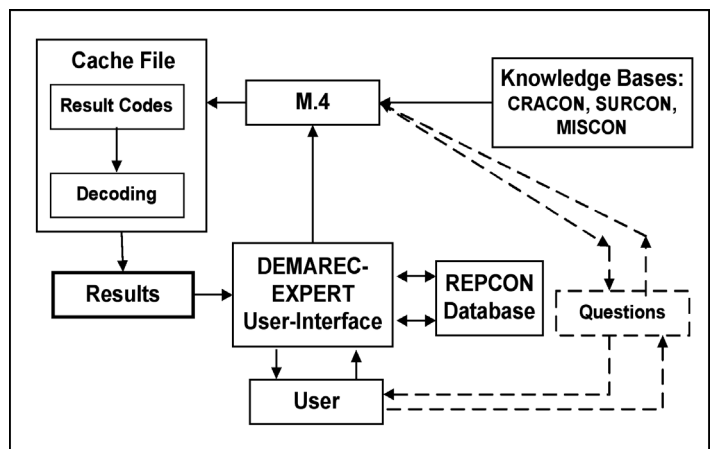 Cache File
Result Codes
Decoding
M.4
Knowledge Bases:
CRACON, SURCON,
MISCON
Results
DEMAREC-
EXPERT
User-Interface
REPCON
Database
Questions
User